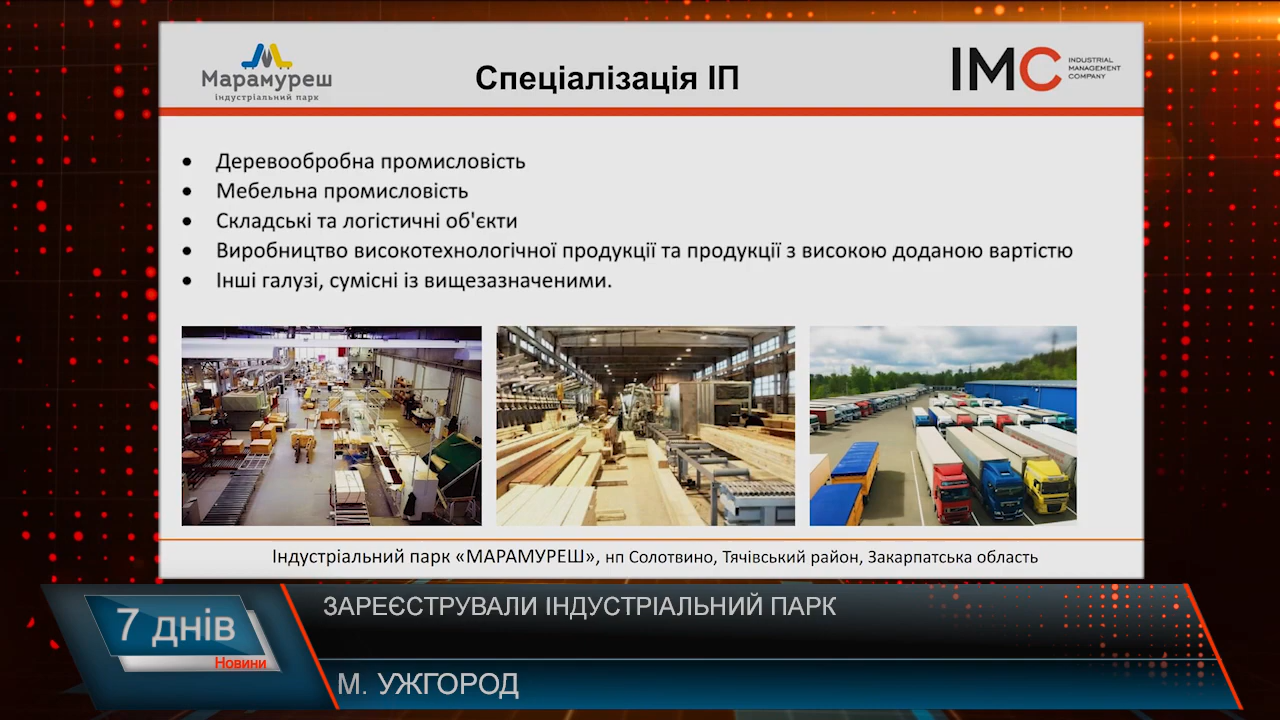 Марамуреш
індустріальний парк
Спеціалізація ІП
IMC INDUSTRIAL
MANAGEMENT
COMPANY
Деревообробна промисловість
Мебельна промисловість
Складські та логістичні об'єкти
Виробництво високотехнологічної продукції та продукції з високою доданою вартістю
Інші галузі, сумісні із вищезазначеними.
Індустріальний парк «МАРАМУРЕШ», нп Солотвино, Тячівський район, Закарпатська область
7 днів
Новини
ЗАРЕЄСТРУВАЛИ ІНДУСТРІАЛЬНИЙ ПАРК
М. УЖГОРОД